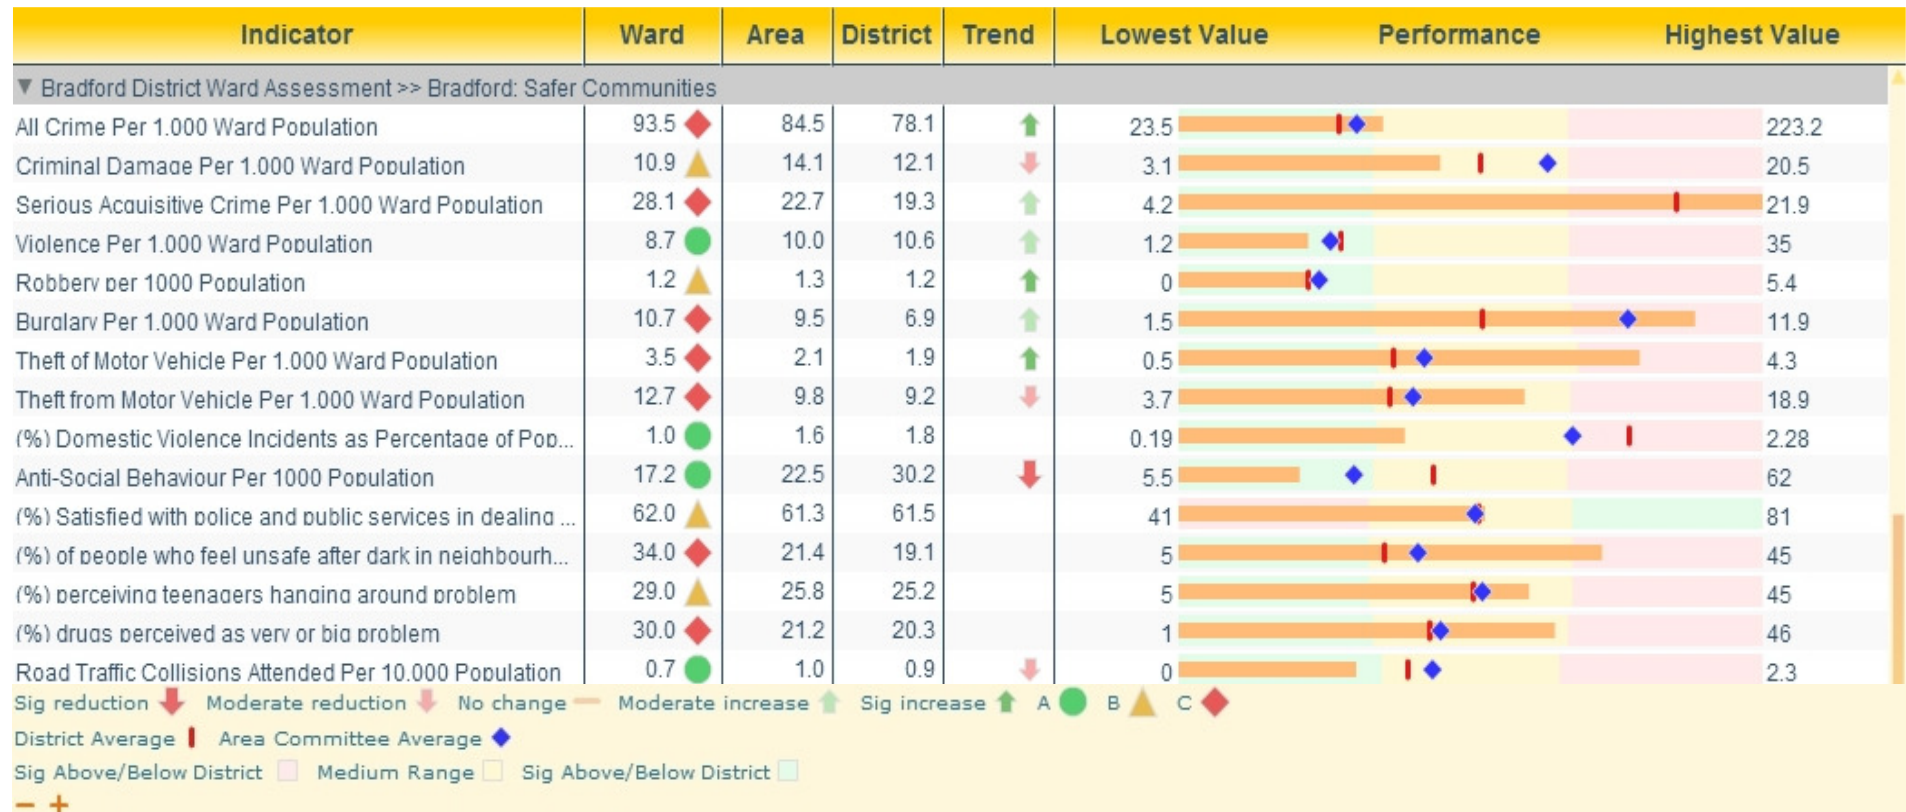 Indicator Ward Area District Trend Lowest Value Performance Highest Value
Bradford District Ward Assessment >> Bradford: Safer Communities
All Crime Per 1.000 Ward Population 93.5 84.5 78.1 23.5 223.2
Criminal Damage Per 1.000 Ward Population 10.9 14.1 12.1 3.1 20.5
Serious Acquisitive Crime Per 1.000 Ward Population 28.1 22.7 19.3 4.2 21.9
Violence Per 1.000 Ward Population 8.7 10.0 10.6 1.2 35
Robbery per 1000 Population 1.2 1.3 1.2 0 5.4
Burglary Per 1.000 Ward Population 10.7 9.5 6.9 1.5 11.9
Theft of Motor Vehicle Per 1.000 Ward Population 3.5 2.1 1.9 0.5 4.3
Theft from Motor Vehicle Per 1.000 Ward Population 12.7 9.8 9.2 3.7 18.9
(%) Domestic Violence Incidents as Percentage of Pop... 1.0 1.6 1.8 0.19 2.28
Anti-Social Behaviour Per 1000 Population 17.2 22.5 30.2 5.5 62
(%) Satisfied with police and public services in dealing ... 62.0 61.3 61.5 41 81
(%) of people who feel unsafe after dark in neighbourh... 34.0 21.4 19.1 5 45
(%) perceiving teenagers hanging around problem 29.0 25.8 25.2 5 45
(%) drugs perceived as very or big problem 30.0 21.2 20.3 1 46
Road Traffic Collisions Attended Per 10.000 Population 0.7 1.0 0.9 0 2.3
Sig reduction Moderate reduction No change Moderate increase Sig increase A B C
District Average Area Committee Average
Sig Above/Below District Medium Range Sig Above/Below District